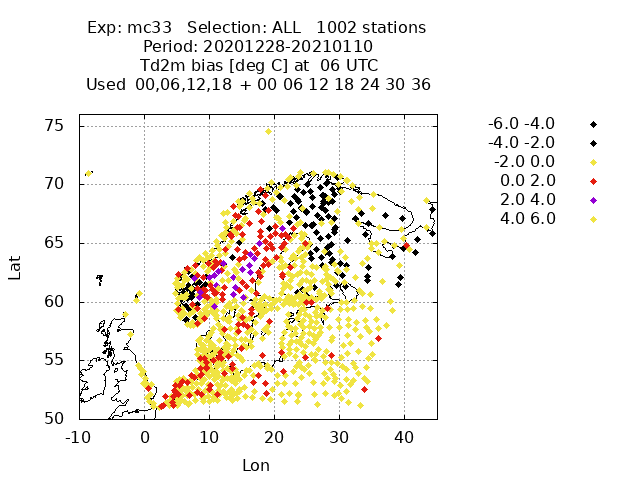 Exp: mc33 Selection: ALL 1002 stations
Period: 20201228-20210110
Td2m bias [deg C] at 06 UTC
Used 00,06,12,18 + 00 06 12 18 24 30 36
-6.0 -4.0
-4.0 -2.0
-2.0 0.0
0.0 2.0
2.0 4.0
4.0 6.0
75
70
65
60
55
50
Lat
-10 0 10 20 30 40
Lon